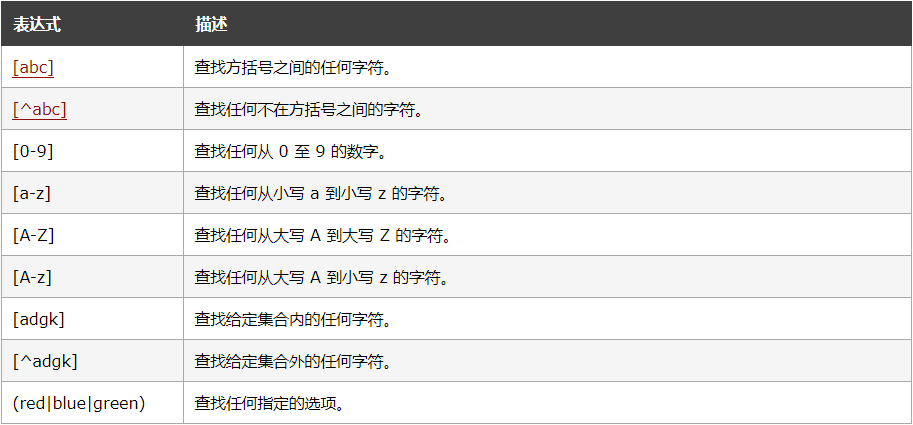 表达式 描述
[abc] 查找方括号之间的任何字符。
[^abc] 查找任何不在方括号之间的字符。
[0-9] 查找任何从 0 至 9 的数字。
[a-z] 查找任何从小写 a 到小写 z 的字符。
[A-Z] 查找任何从大写 A 到大写 Z 的字符。
[A-z] 查找任何从大写 A 到小写 z 的字符。
[adgk] 查找给定集合内的任何字符。
[^adgk] 查找给定集合外的任何字符。
(red|blue|green) 查找任何指定的选项。